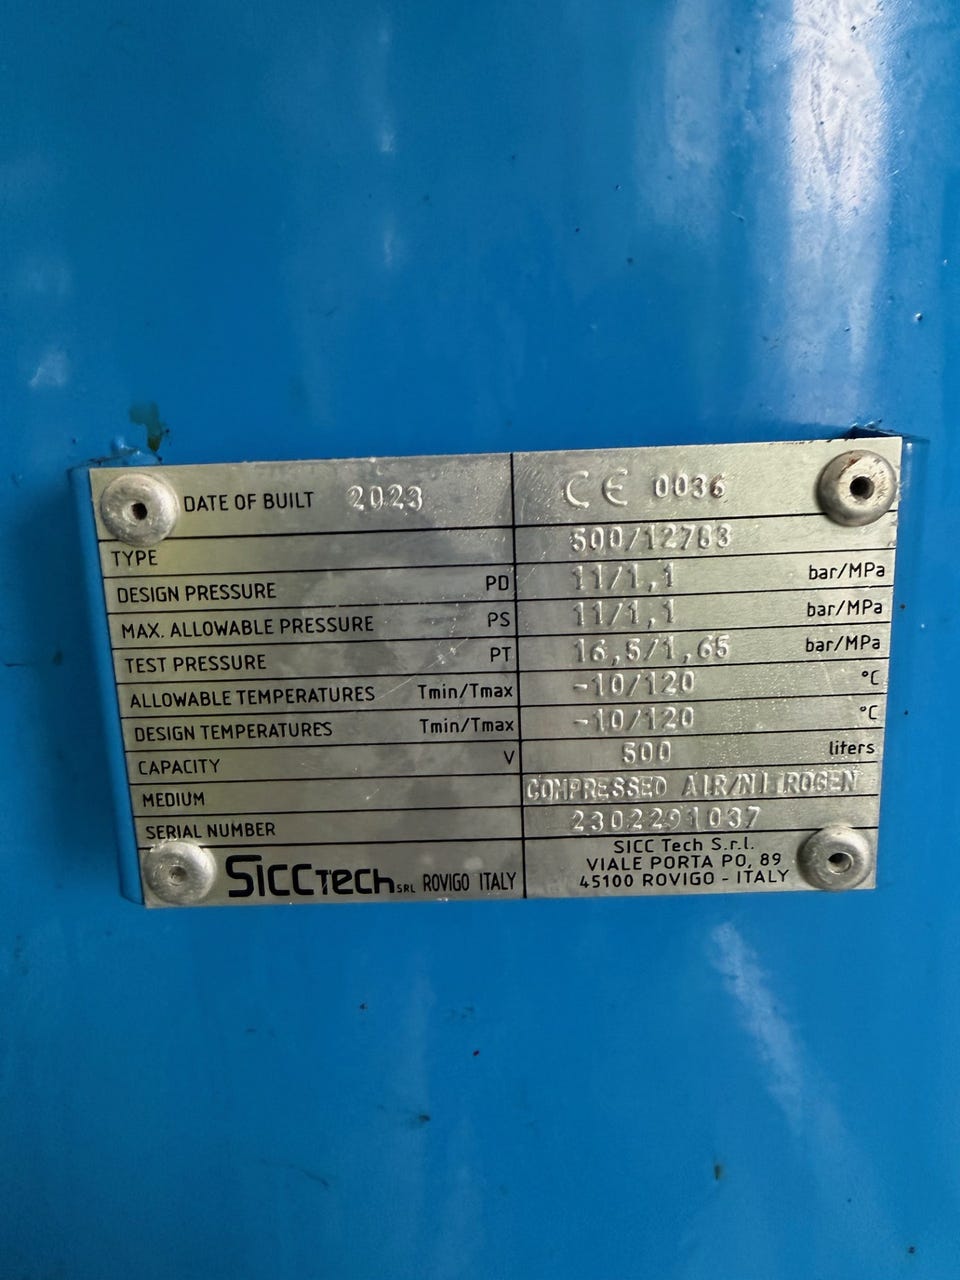 DATE OF BUILT 2023 CE 0036
TYPE 500/12783
DESIGN PRESSURE PD 11/1,1 bar/MPa
MAX. ALLOWABLE PRESSURE PS 11/1,1 bar/MPa
TEST PRESSURE PT 16,5/1,65 bar/MPa
ALLOWABLE TEMPERATURES Tmin/Tmax -10/120 °C
DESIGN TEMPERATURES Tmin/Tmax -10/120 °C
CAPACITY V 500 liters
MEDIUM COMPRESSED AIR/NITROGEN
SERIAL NUMBER 2302291037
SICCTECH SRL ROVIGO ITALY
SICC Tech S.r.l.
VIALE PORTA PO, 89
45100 ROVIGO - ITALY